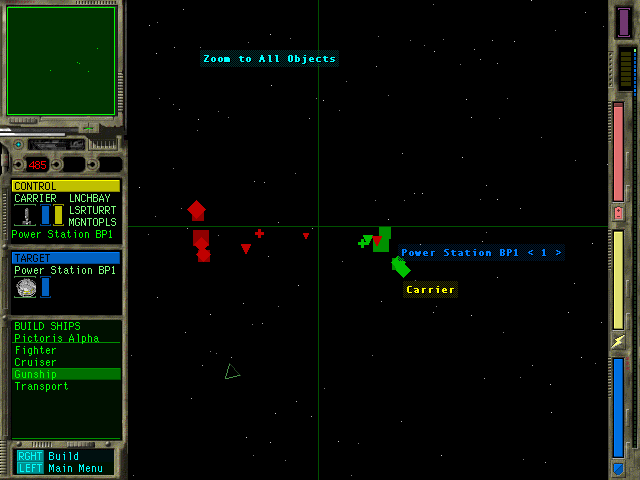 Zoom to All Objects
485
CONTROL
CARRIER LNCHBAY
LSRTURRT
MGNTOPLS
Power Station BP1
TARGET
Power Station BP1
Power Station BP1 < 1 >
Carrier
BUILD SHIPS
Pictoris Alpha
Fighter
Cruiser
Gunship
Transport
RGHT Build
LEFT Main Menu